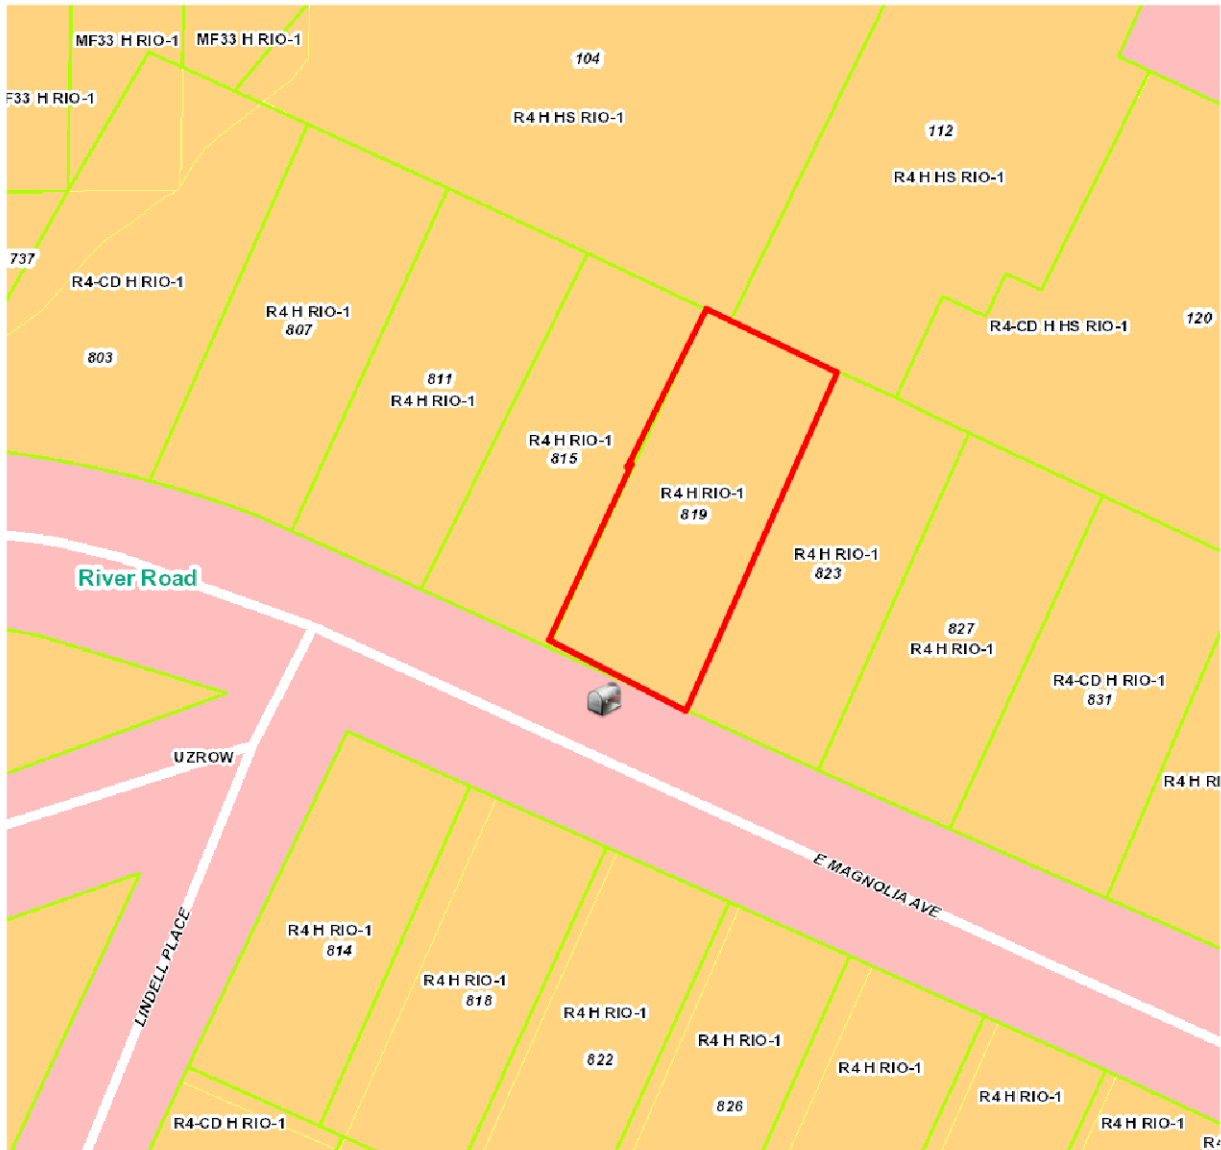 MF33 H RIO-1
MF33 H RIO-1
104
F33 H RIO-1
R4 H HS RIO-1
112
R4 H HS RIO-1
737
R4-CD H RIO-1
R4 H RIO-1
807
120
R4-CD H HS RIO-1
803
811
R4 H RIO-1
R4 H RIO-1
815
R4 H RIO-1
819
R4 H RIO-1
823
River Road
827
R4 H RIO-1
R4-CD H RIO-1
831
UZROW
R4 H RI
E MAGNOLIA AVE
LINDELL PLACE
R4 H RIO-1
814
R4 H RIO-1
818
R4 H RIO-1
822
R4 H RIO-1
826
R4 H RIO-1
R4 H RIO-1
R4-CD H RIO-1
R4 H RIO-1
R4